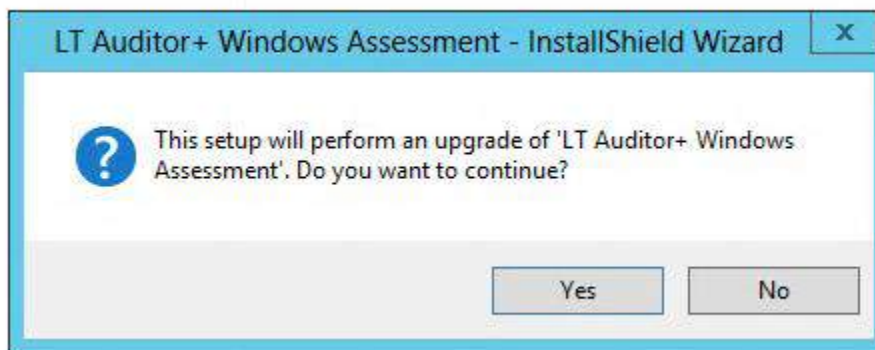 LT Auditor+ Windows Assessment - InstallShield Wizard
x
This setup will perform an upgrade of 'LT Auditor+ Windows
Assessment'. Do you want to continue?
Yes
No